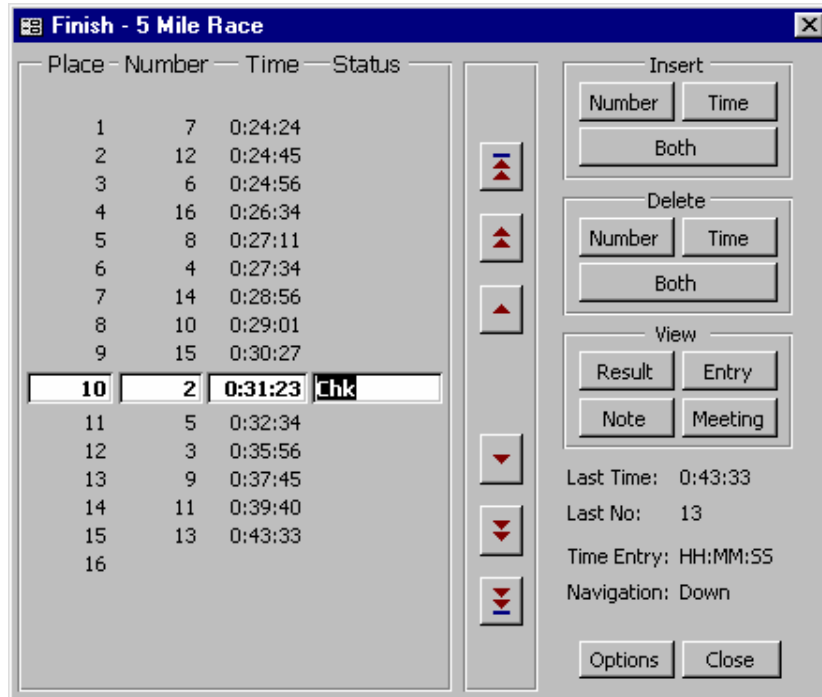 Finish - 5 Mile Race
Place Number Time Status
1 7 0:24:24
2 12 0:24:45
3 6 0:24:56
4 16 0:26:34
5 8 0:27:11
6 4 0:27:34
7 14 0:28:56
8 10 0:29:01
9 15 0:30:27
10 2 0:31:23 Chk
11 5 0:32:34
12 3 0:35:56
13 9 0:37:45
14 11 0:39:40
15 13 0:43:33
16
Insert
Number Time
Both
Delete
Number Time
Both
View
Result Entry
Note Meeting
Last Time: 0:43:33
Last No: 13
Time Entry: HH:MM:SS
Navigation: Down
Options Close